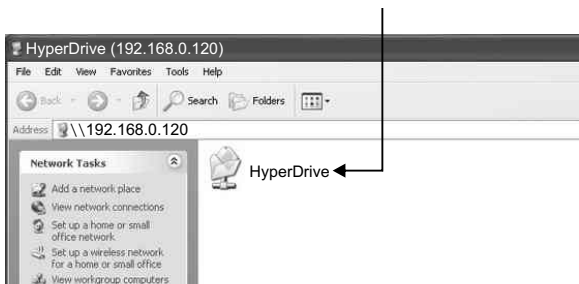 HyperDrive (192.168.0.120)
File Edit View Favorites Tools Help
Back Search Folders
Address \\192.168.0.120
Network Tasks
Add a network place
View network connections
Set up a home or small
office network
Set up a wireless network
for a home or small office
View workgroup computers
HyperDrive